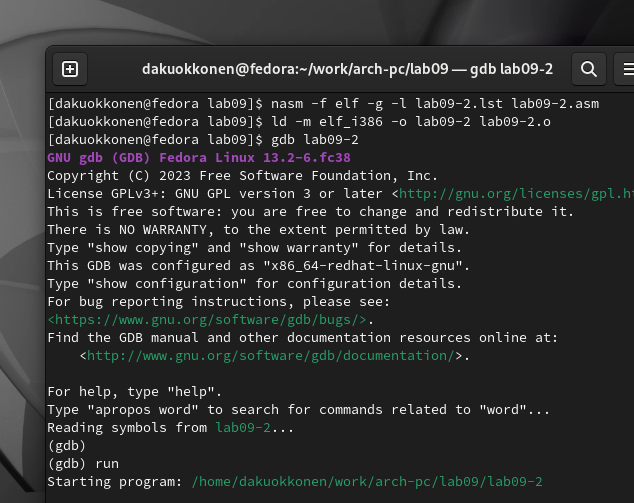 dakuokkonen@fedora:~/work/arch-pc/lab09 — gdb lab09-2
[dakuokkonen@fedora lab09]$ nasm -f elf -g -l lab09-2.lst lab09-2.asm
[dakuokkonen@fedora lab09]$ ld -m elf_i386 -o lab09-2 lab09-2.o
[dakuokkonen@fedora lab09]$ gdb lab09-2
GNU gdb (GDB) Fedora Linux 13.2-6.fc38
Copyright (C) 2023 Free Software Foundation, Inc.
License GPLv3+: GNU GPL version 3 or later <http://gnu.org/licenses/gpl.h
This is free software: you are free to change and redistribute it.
There is NO WARRANTY, to the extent permitted by law.
Type "show copying" and "show warranty" for details.
This GDB was configured as "x86_64-redhat-linux-gnu".
Type "show configuration" for configuration details.
For bug reporting instructions, please see:
<https://www.gnu.org/software/gdb/bugs/>.
Find the GDB manual and other documentation resources online at:
    <http://www.gnu.org/software/gdb/documentation/>.

For help, type "help".
Type "apropos word" to search for commands related to "word"...
Reading symbols from lab09-2...
(gdb)
(gdb) run
Starting program: /home/dakuokkonen/work/arch-pc/lab09/lab09-2